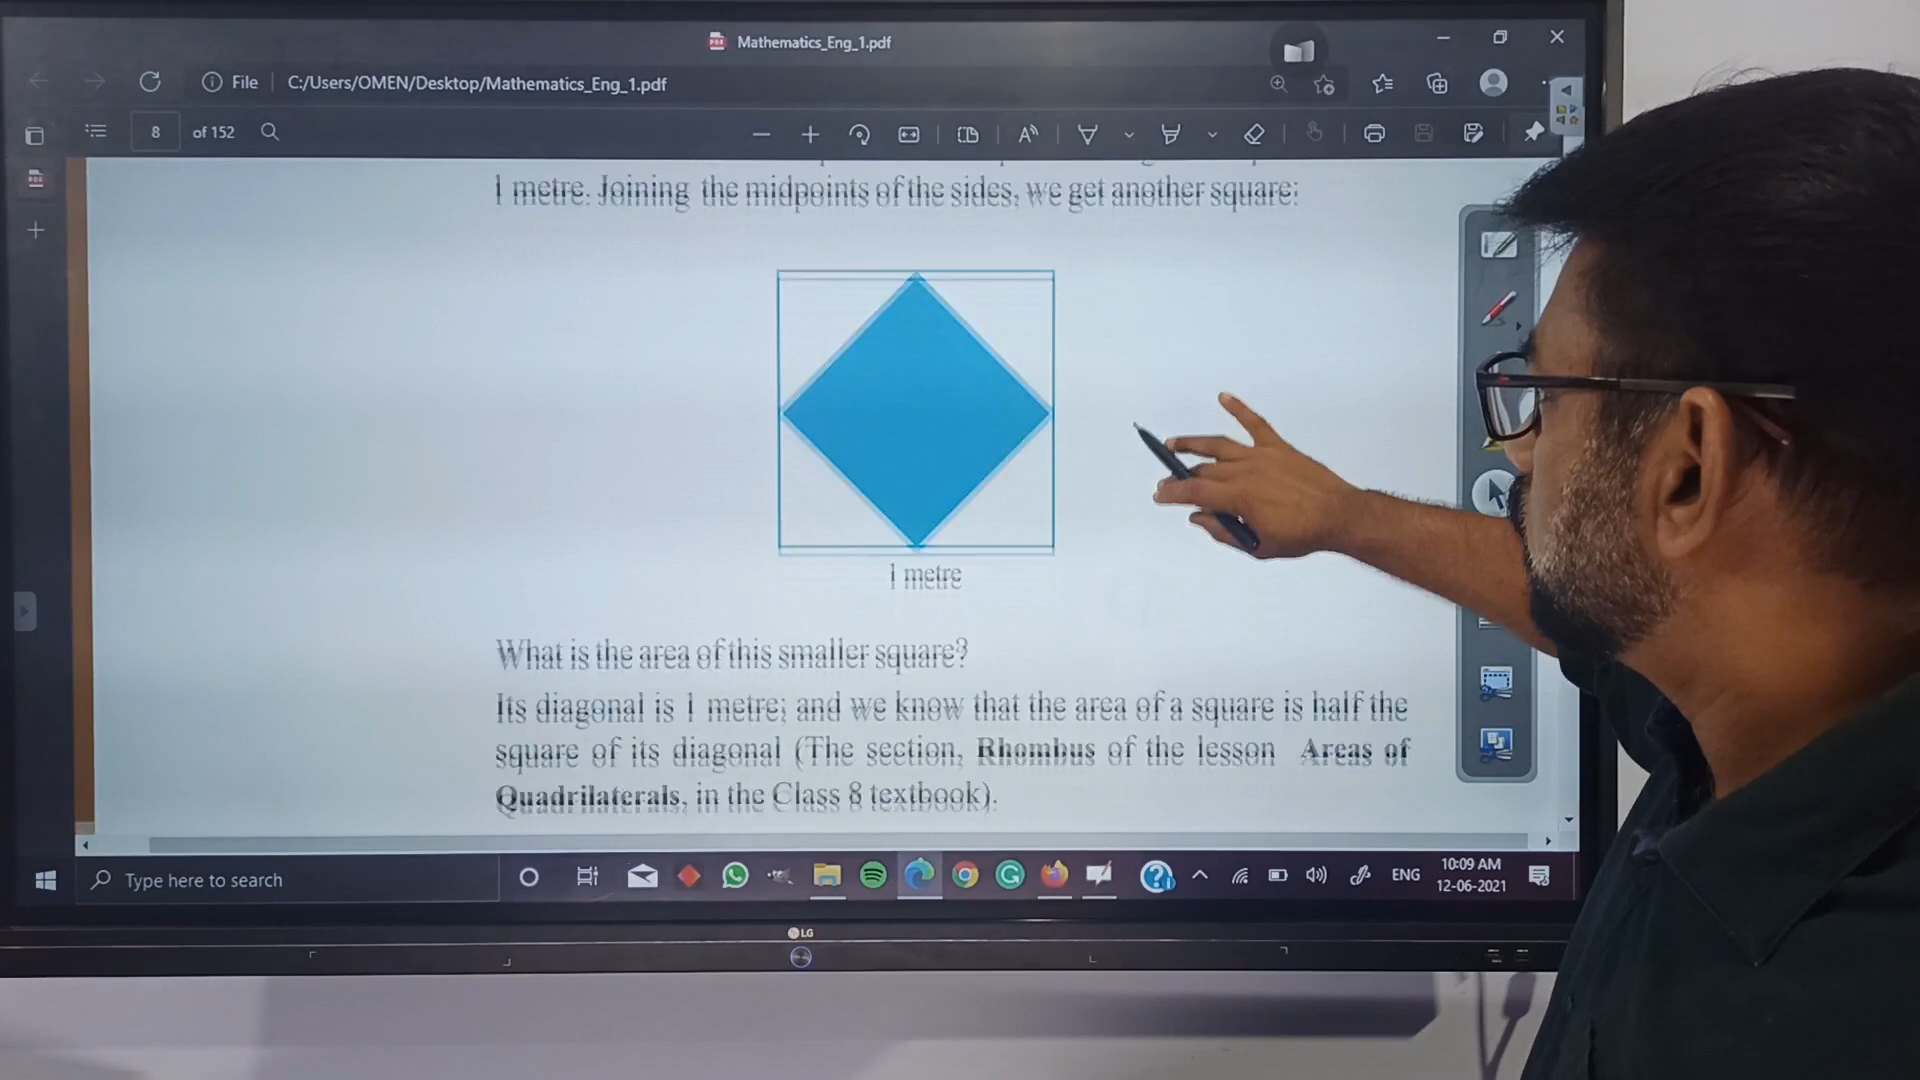 Mathematics_Eng_1.pdf
File C:/Users/OMEN/Desktop/Mathematics_Eng_1.pdf
8 of 152
1 metre. Joining the midpoints of the sides, we get another square:
1 metre
What is the area of this smaller square?
Its diagonal is 1 metre; and we know that the area of a square is half the
square of its diagonal (The section, Rhombus of the lesson Areas of
Quadrilaterals, in the Class 8 textbook).
Type here to search
ENG
10:09 AM
12-06-2021
LG